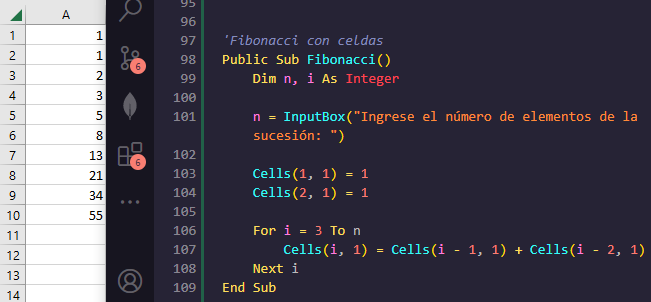 A
1 1
2 1
3 2
4 3
5 5
6 8
7 13
8 21
9 34
10 55
11
12
13
14
6
6
95
96
97 'Fibonacci con celdas
98 Public Sub Fibonacci()
99 Dim n, i As Integer
100
101 n = InputBox("Ingrese el número de elementos de la
sucesión: ")
102
103 Cells(1, 1) = 1
104 Cells(2, 1) = 1
105
106 For i = 3 To n
107 Cells(i, 1) = Cells(i - 1, 1) + Cells(i - 2, 1)
108 Next i
109 End Sub